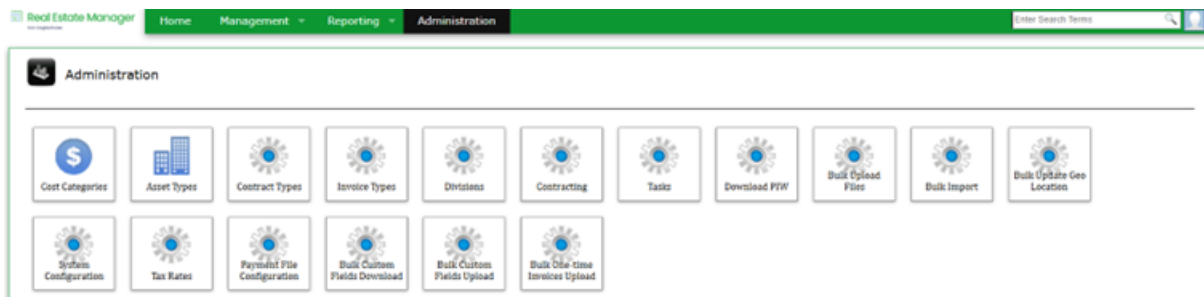 Real Estate Manager
Home
Management
Reporting
Administration
Enter Search Terms
Administration
Cost Categories
Asset Types
Contract Types
Invoice Types
Divisions
Contracting
Tasks
Download PIW
Bulk Upload
Files
Bulk Import
Bulk Update Geo
Location
System
Configuration
Tax Rates
Payment File
Configuration
Bulk Custom
Fields Download
Bulk Custom
Fields Upload
Bulk One-time
Invoices Upload